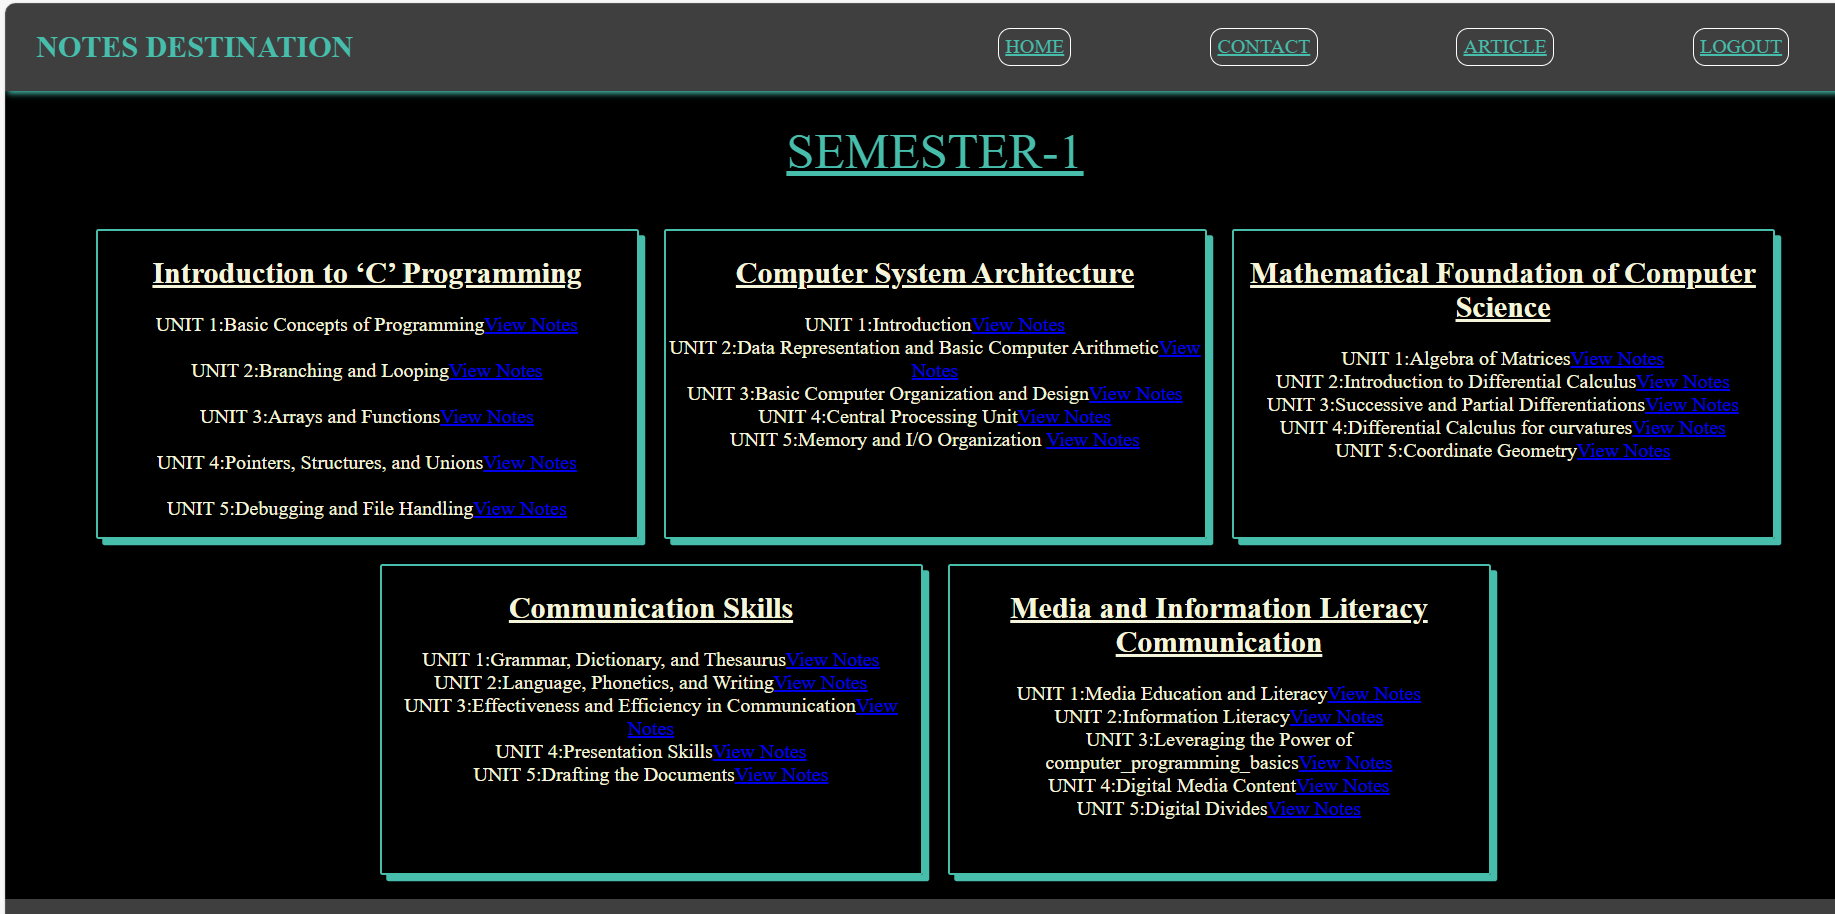 NOTES DESTINATION
HOME
CONTACT
ARTICLE
LOGOUT
SEMESTER-1
Introduction to ‘C’ Programming
UNIT 1:Basic Concepts of ProgrammingView Notes
UNIT 2:Branching and LoopingView Notes
UNIT 3:Arrays and FunctionsView Notes
UNIT 4:Pointers, Structures, and UnionsView Notes
UNIT 5:Debugging and File HandlingView Notes
Computer System Architecture
UNIT 1:IntroductionView Notes
UNIT 2:Data Representation and Basic Computer ArithmeticView
Notes
UNIT 3:Basic Computer Organization and DesignView Notes
UNIT 4:Central Processing UnitView Notes
UNIT 5:Memory and I/O Organization View Notes
Mathematical Foundation of Computer
Science
UNIT 1:Algebra of MatricesView Notes
UNIT 2:Introduction to Differential CalculusView Notes
UNIT 3:Successive and Partial DifferentiationsView Notes
UNIT 4:Differential Calculus for curvaturesView Notes
UNIT 5:Coordinate GeometryView Notes
Communication Skills
UNIT 1:Grammar, Dictionary, and ThesaurusView Notes
UNIT 2:Language, Phonetics, and WritingView Notes
UNIT 3:Effectiveness and Efficiency in CommunicationView
Notes
UNIT 4:Presentation SkillsView Notes
UNIT 5:Drafting the DocumentsView Notes
Media and Information Literacy
Communication
UNIT 1:Media Education and LiteracyView Notes
UNIT 2:Information LiteracyView Notes
UNIT 3:Leveraging the Power of
computer_programming_basicsView Notes
UNIT 4:Digital Media ContentView Notes
UNIT 5:Digital DividesView Notes